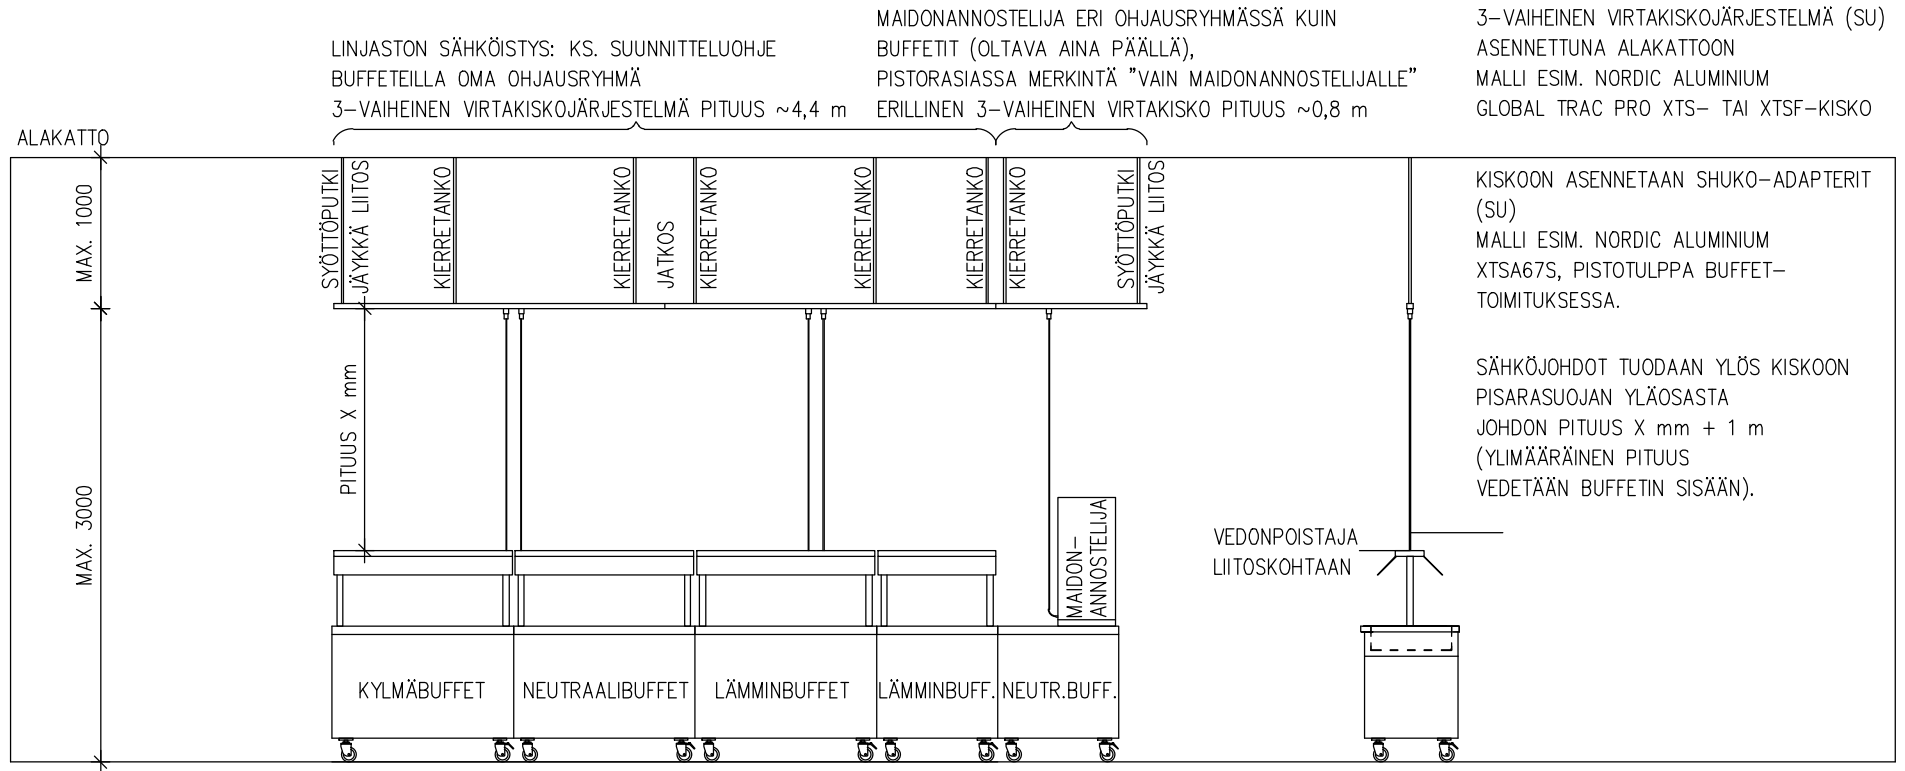 LINJASTON SÄHKÖISTYS: KS. SUUNNITTELUOHJE
BUFFETEILLA OMA OHJAUSRYHMÄ
3-VAIHEINEN VIRTAKISKOJÄRJESTELMÄ PITUUS ~4,4 m
MAIDONANNOSTELIJA ERI OHJAUSRYHMÄSSÄ KUIN
BUFFETIT (OLTAVA AINA PÄÄLLÄ),
PISTORASIASSA MERKINTÄ "VAIN MAIDONANNOSTELIJALLE"
ERILLINEN 3-VAIHEINEN VIRTAKISKO PITUUS ~0,8 m
3-VAIHEINEN VIRTAKISKOJÄRJESTELMÄ (SU)
ASENNETTUNA ALAKATTOON
MALLI ESIM. NORDIC ALUMINIUM
GLOBAL TRAC PRO XTS- TAI XTSF-KISKO
ALAKATTO
MAX. 1000
SYÖTTÖPUTKI
JÄYKKÄ LIITOS
KIERRETANKO
KIERRETANKO
JATKOS
KIERRETANKO
KIERRETANKO
KIERRETANKO
SYÖTTÖPUTKI
JÄYKKÄ LIITOS
KISKOON ASENNETAAN SHUKO-ADAPTERIT
(SU)
MALLI ESIM. NORDIC ALUMINIUM
XTSA67S, PISTOTULPPA BUFFET-
TOIMITUKSESSA.
MAX. 3000
PITUUS X mm
SÄHKÖJOHDOT TUODAAN YLÖS KISKOON
PISARASUOJAN YLÄOSASTA
JOHDON PITUUS X mm + 1 m
(YLIMÄÄRÄINEN PITUUS
VEDETÄÄN BUFFETIN SISÄÄN).
MAIDON-
ANNOSTELIJA
VEDONPOISTAJA
LIITOSKOHTAAN
KYLMÄBUFFET
NEUTRAALIBUFFET
LÄMMINBUFFET
LÄMMINBUFF.
NEUTR.BUFF.